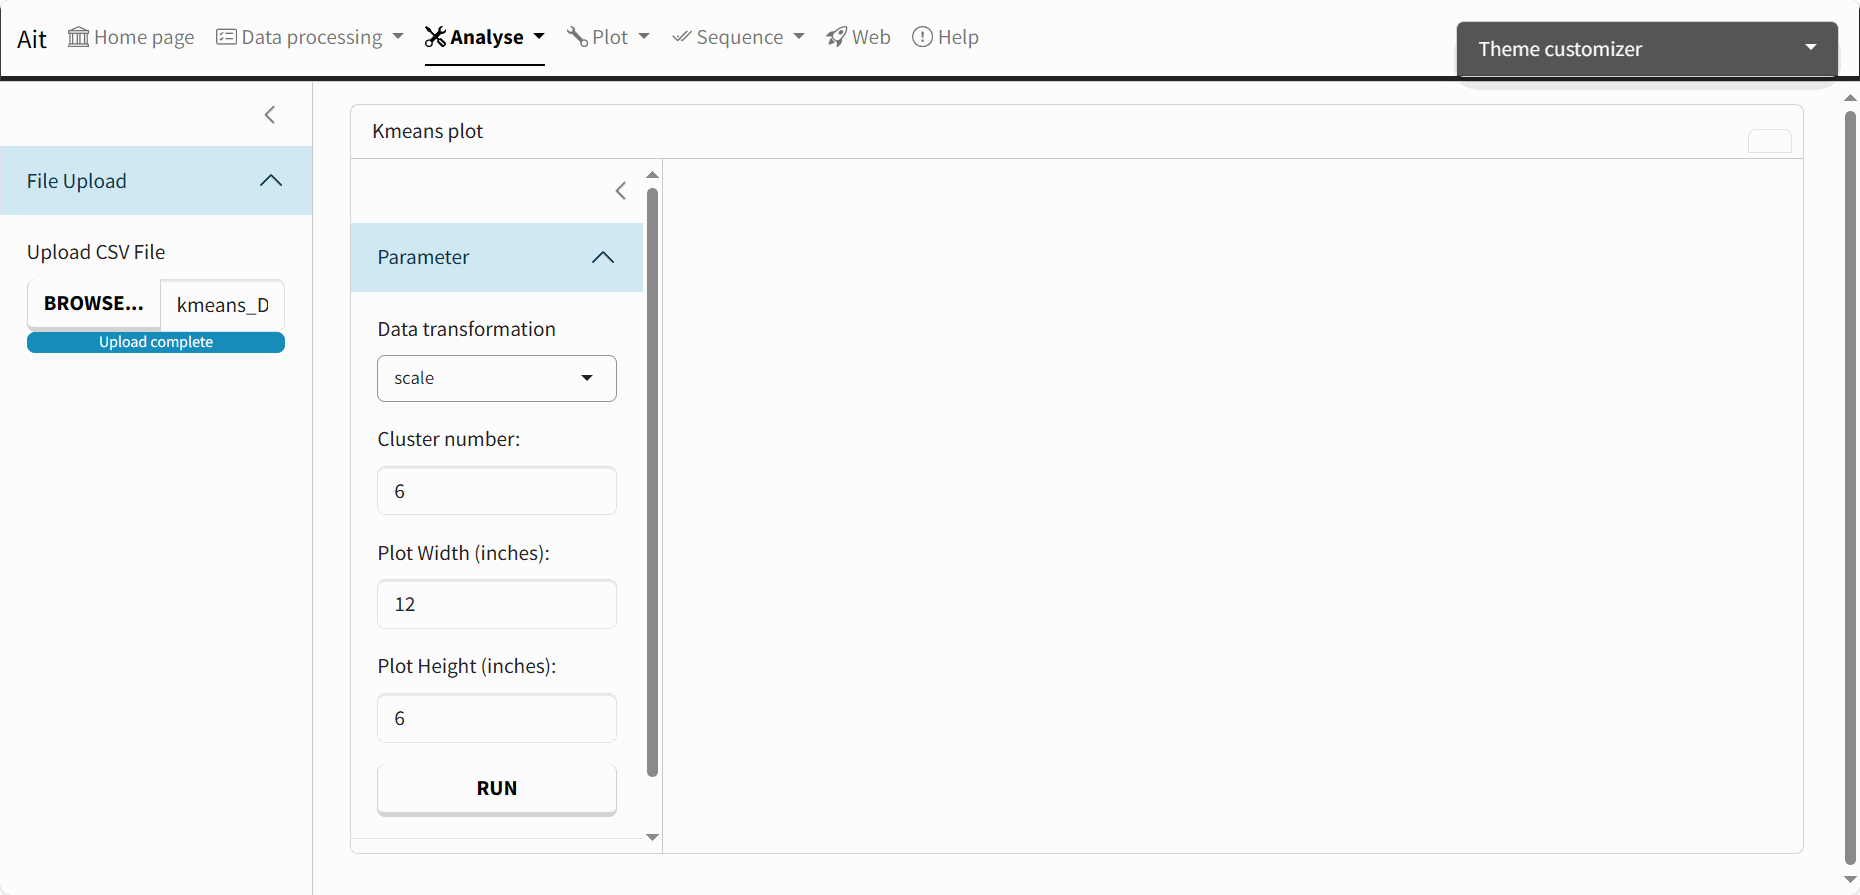 Ait
Home page
Data processing
Analyse
Plot
Sequence
Web
Help
Theme customizer
File Upload
Upload CSV File
BROWSE...
kmeans_D
Upload complete
Kmeans plot
Parameter
Data transformation
scale
Cluster number:
6
Plot Width (inches):
12
Plot Height (inches):
6
RUN